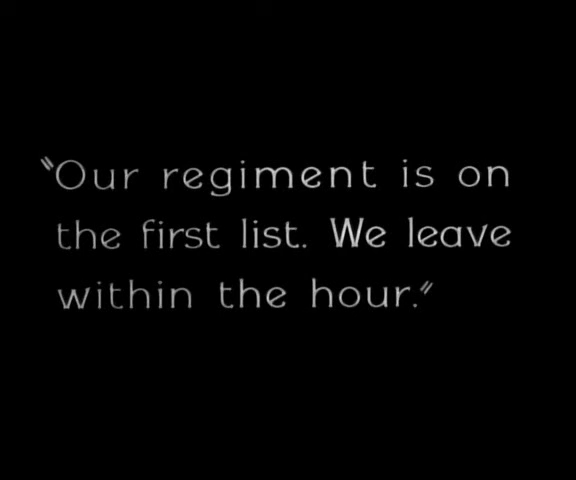 "Our regiment is on
the first list. We leave
within the hour."